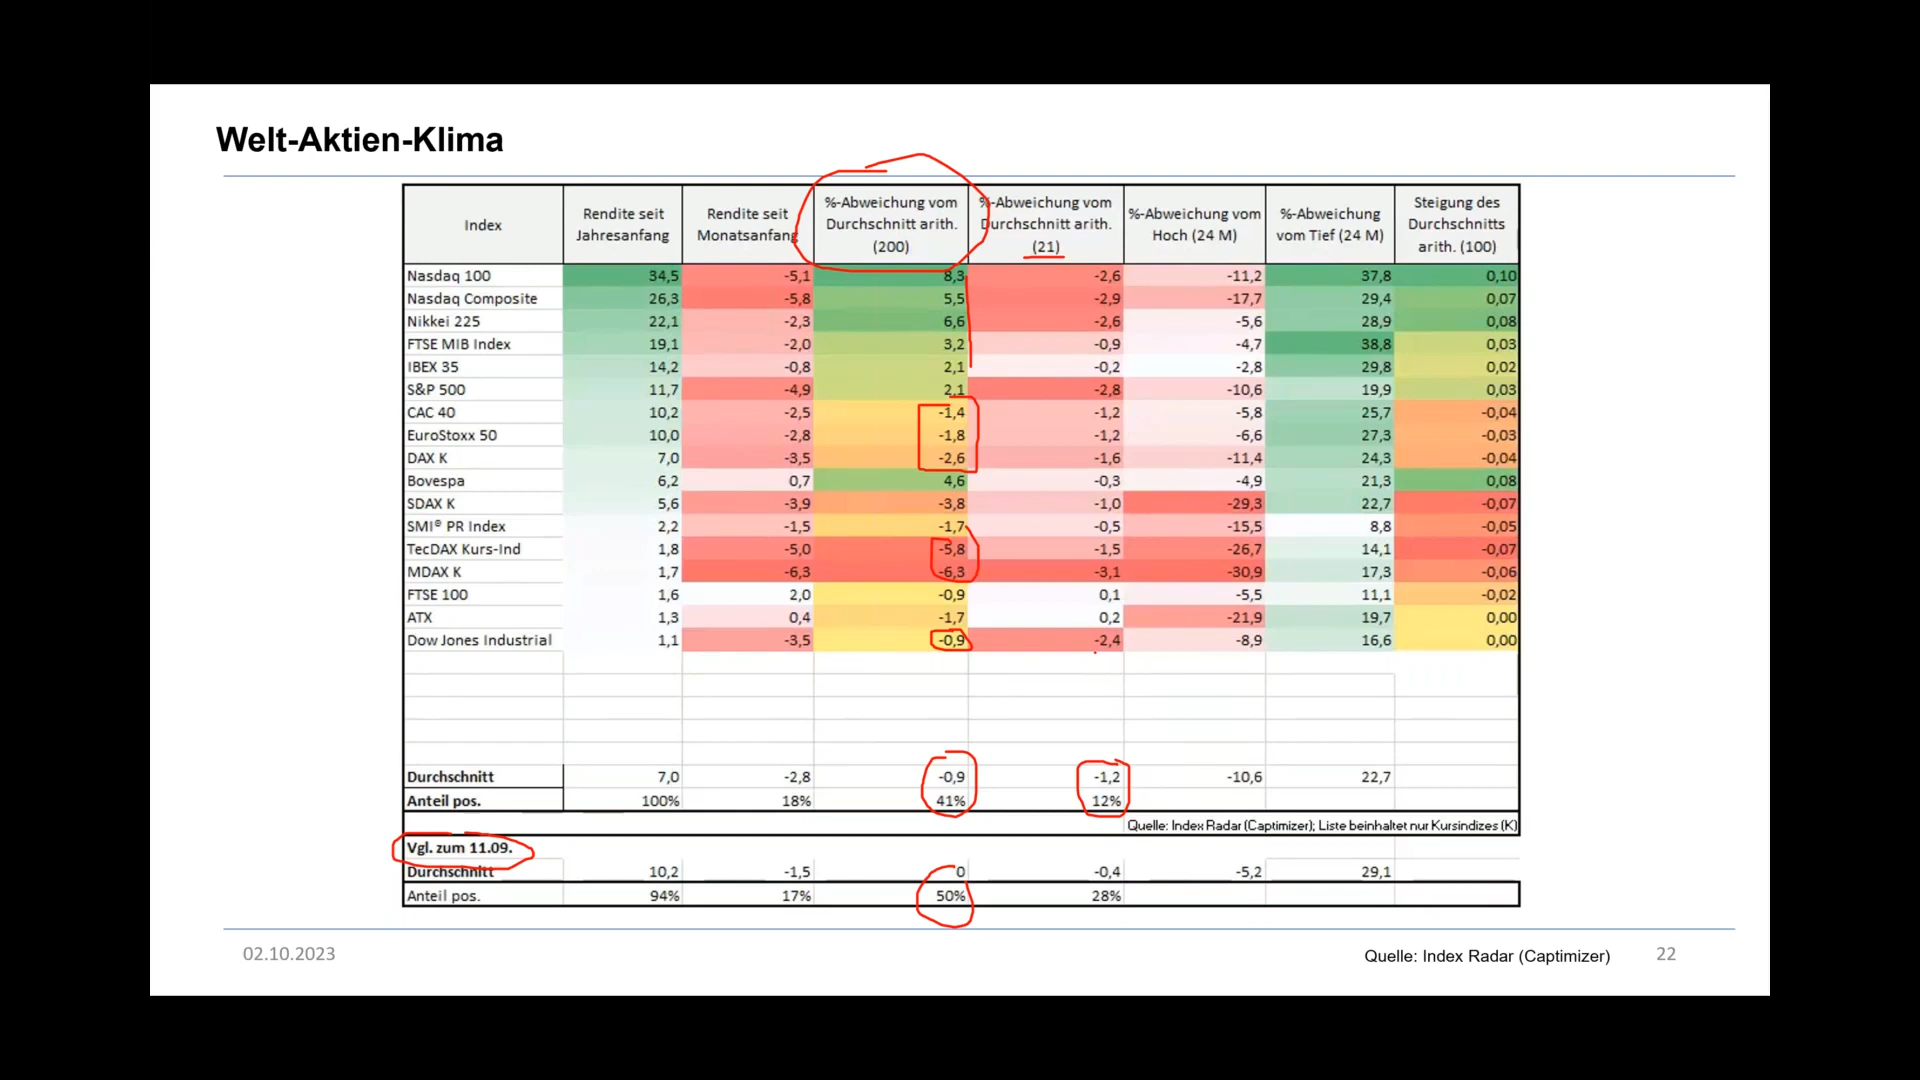 Welt-Aktien-Klima
Index | Rendite seit Jahresanfang | Rendite seit Monatsanfang | %-Abweichung vom Durchschnitt arith. (200) | %-Abweichung vom Durchschnitt arith. (21) | %-Abweichung vom Hoch (24 M) | %-Abweichung vom Tief (24 M) | Steigung des Durchschnitts arith. (100)
Nasdaq 100 34,5 -5,1 8,3 -2,6 -11,2 37,8 0,10
Nasdaq Composite 26,3 -5,8 5,5 -2,9 -17,7 29,4 0,07
Nikkei 225 22,1 -2,3 6,6 -2,6 -5,6 28,9 0,08
FTSE MIB Index 19,1 -2,0 3,2 -0,9 -4,7 38,8 0,03
IBEX 35 14,2 -0,8 2,1 -0,2 -2,8 29,8 0,02
S&P 500 11,7 -4,9 2,1 -2,8 -10,6 19,9 0,03
CAC 40 10,2 -2,5 -1,4 -1,2 -5,8 25,7 -0,04
EuroStoxx 50 10,0 -2,8 -1,8 -1,2 -6,6 27,3 -0,03
DAX K 7,0 -3,5 -2,6 -1,6 -11,4 24,3 -0,04
Bovespa 6,2 0,7 4,6 -0,3 -4,9 21,3 0,08
SDAX K 5,6 -3,9 -3,8 -1,0 -29,3 22,7 -0,07
SMI® PR Index 2,2 -1,5 -1,7 -0,5 -15,5 8,8 -0,05
TecDAX Kurs-Ind 1,8 -5,0 -5,8 -1,5 -26,7 14,1 -0,07
MDAX K 1,7 -6,3 -6,3 -3,1 -30,9 17,3 -0,06
FTSE 100 1,6 2,0 -0,9 0,1 -5,5 11,1 -0,02
ATX 1,3 0,4 -1,7 0,2 -21,9 19,7 0,00
Dow Jones Industrial 1,1 -3,5 -0,9 -2,4 -8,9 16,6 0,00
Durchschnitt 7,0 -2,8 -0,9 -1,2 -10,6 22,7
Anteil pos. 100% 18% 41% 12%
Quelle: Index Radar (Captimizer); Liste beinhaltet nur Kursindizes (K)
Vgl. zum 11.09.
Durchschnitt 10,2 -1,5 0 -0,4 -5,2 29,1
Anteil pos. 94% 17% 50% 28%
02.10.2023
Quelle: Index Radar (Captimizer)
22